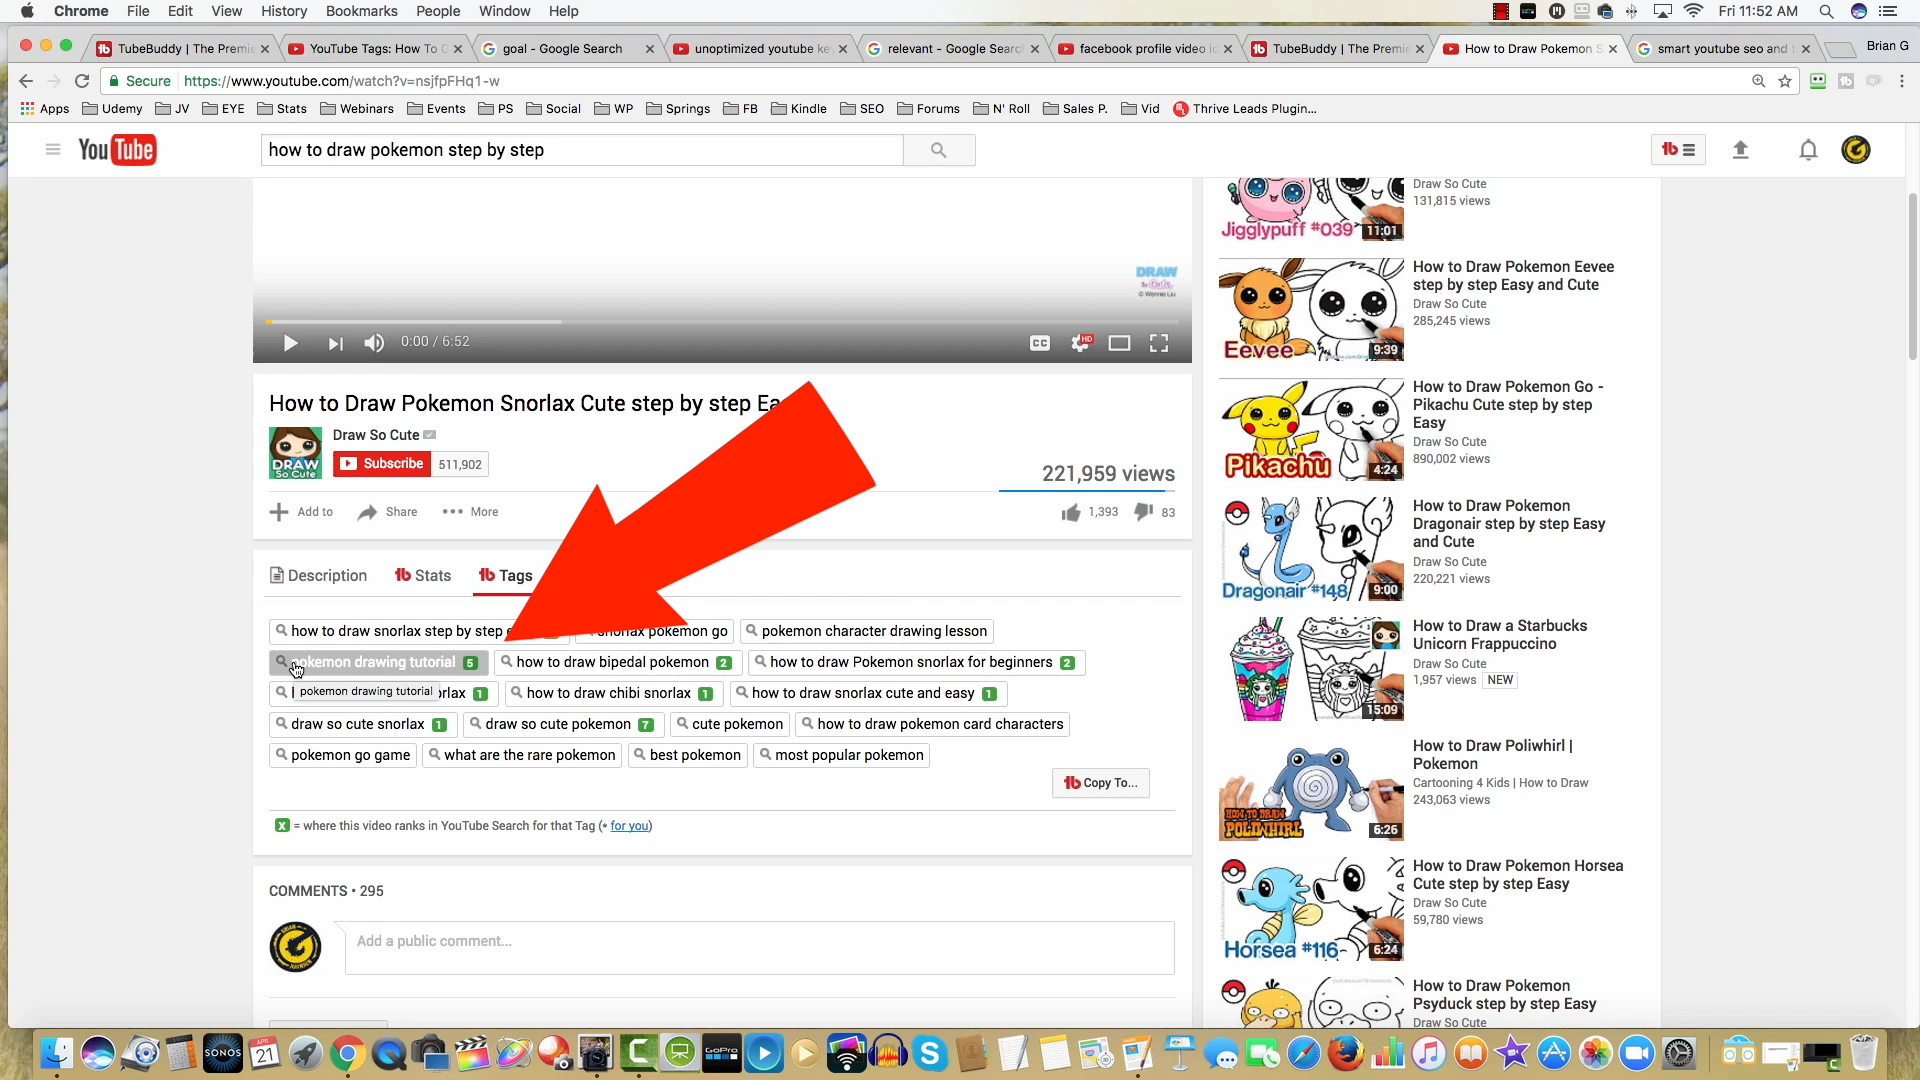 Chrome File Edit View History Bookmarks People Window Help Fri 11:52 AM
TubeBuddy | The Premie YouTube Tags: How To G goal - Google Search unoptimized youtube ke relevant - Google Searc facebook profile video ic TubeBuddy | The Premie How to Draw Pokemon S smart youtube seo and Brian G
Secure https://www.youtube.com/watch?v=nsjfpFHq1-w
Apps Udemy JV EYE Stats Webinars Events PS Social WP Springs FB Kindle SEO Forums N' Roll Sales P. Vid Thrive Leads Plugin...
YouTube how to draw pokemon step by step tb
DRAW
So Cute
© Wennie Liu
0:00 / 6:52 CC HD
How to Draw Pokemon Snorlax Cute step by step Ea
DRAW
So Cute
Draw So Cute
Subscribe 511,902
221,959 views
Add to Share More 1,393 83
Description tb Stats tb Tags
how to draw snorlax step by step snorlax pokemon go pokemon character drawing lesson
pokemon drawing tutorial 5 how to draw bipedal pokemon 2 how to draw Pokemon snorlax for beginners 2
pokemon drawing tutorial rlax 1 how to draw chibi snorlax 1 how to draw snorlax cute and easy 1
draw so cute snorlax 1 draw so cute pokemon 7 cute pokemon how to draw pokemon card characters
pokemon go game what are the rare pokemon best pokemon most popular pokemon
tb Copy To...
X = where this video ranks in YouTube Search for that Tag (• for you)
COMMENTS • 295
Add a public comment...
Draw So Cute
131,815 views
Jigglypuff #039 11:01
How to Draw Pokemon Eevee
step by step Easy and Cute
Draw So Cute
285,245 views
Eevee 9:39
How to Draw Pokemon Go -
Pikachu Cute step by step
Easy
Draw So Cute
890,002 views
Pikachu 4:24
How to Draw Pokemon
Dragonair step by step Easy
and Cute
Draw So Cute
220,221 views
Dragonair #148 9:00
How to Draw a Starbucks
Unicorn Frappuccino
Draw So Cute
1,957 views NEW
15:09
How to Draw Poliwhirl |
Pokemon
Cartooning 4 Kids | How to Draw
243,063 views
HOW TO DRAW
POLIWHIRL 6:26
How to Draw Pokemon Horsea
Cute step by step Easy
Draw So Cute
59,780 views
Horsea #116 6:24
How to Draw Pokemon
Psyduck step by step Easy
Draw So Cute
SONOS APR 21 GoPro